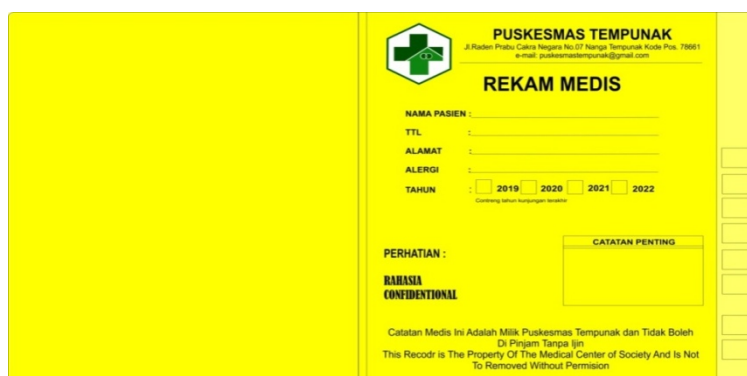 PUSKESMAS TEMPUNAK
Jl.Raden Prabu Cakra Negara No.07 Nanga Tempunak Kode Pos. 78661
e-mail: puskesmastempunak@gmail.com
REKAM MEDIS
NAMA PASIEN :
TTL :
ALAMAT :
ALERGI :
TAHUN : 2019 2020 2021 2022
Contreng tahun kunjungan terakhir
CATATAN PENTING
PERHATIAN :
RAHASIA
CONFIDENTIONAL
Catatan Medis Ini Adalah Milik Puskesmas Tempunak dan Tidak Boleh
Di Pinjam Tanpa Ijin
This Recodr is The Property Of The Medical Center of Society And Is Not
To Removed Without Permision